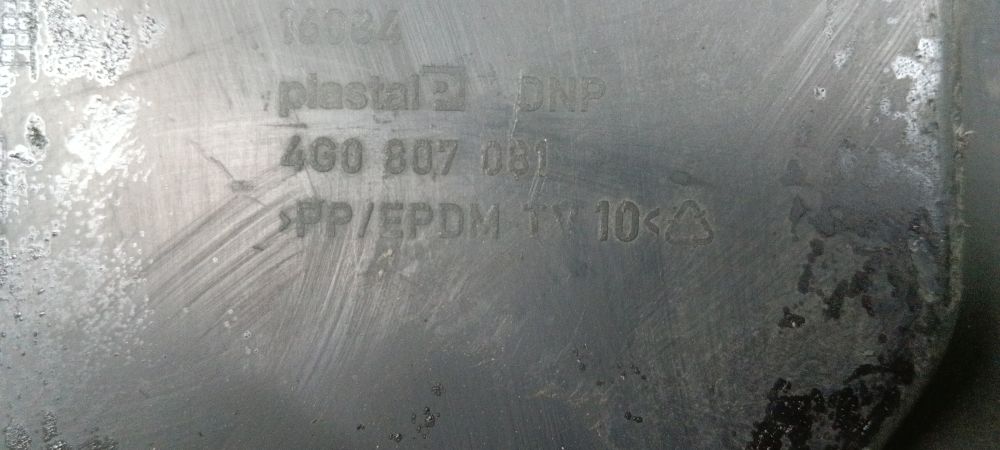 16084
plastal DNP
4G0 807 081
>PP/EPDM-TV 10<